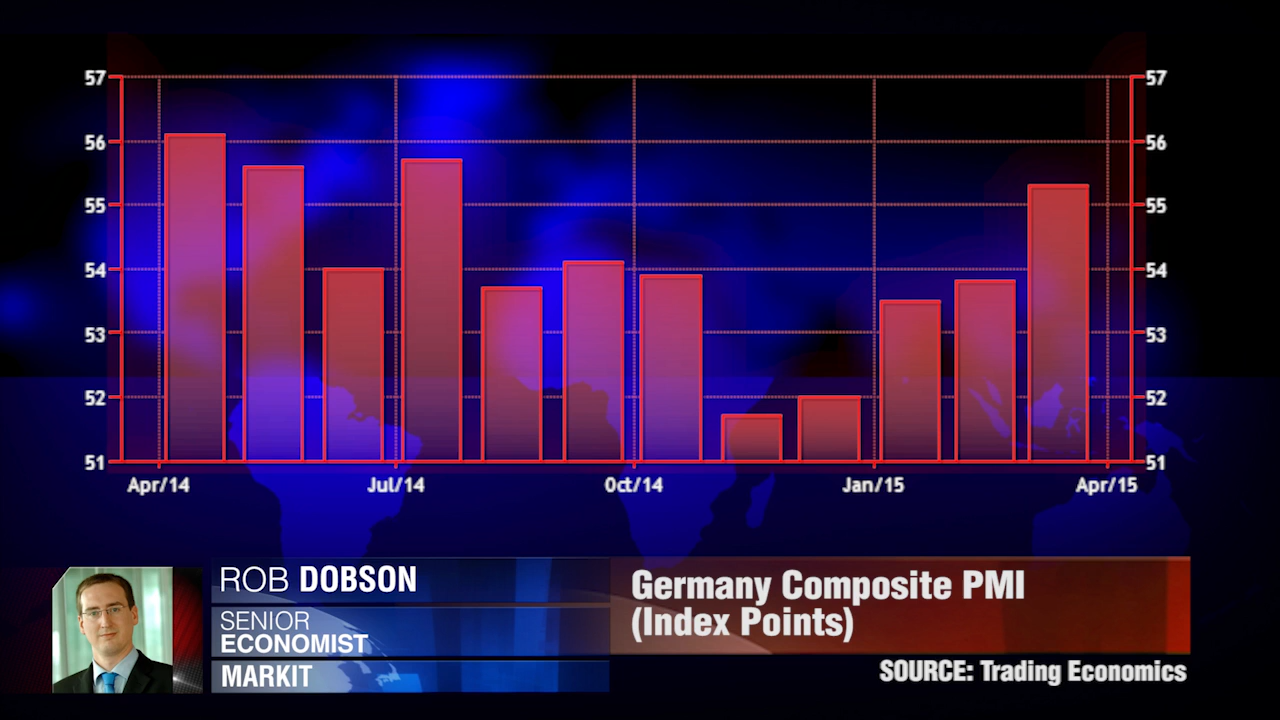 57 57
56 56
55 55
54 54
53 53
52 52
51 51
Apr/14 Jul/14 Oct/14 Jan/15 Apr/15
ROB DOBSON
SENIOR
ECONOMIST
MARKIT
Germany Composite PMI
(Index Points)
SOURCE: Trading Economics